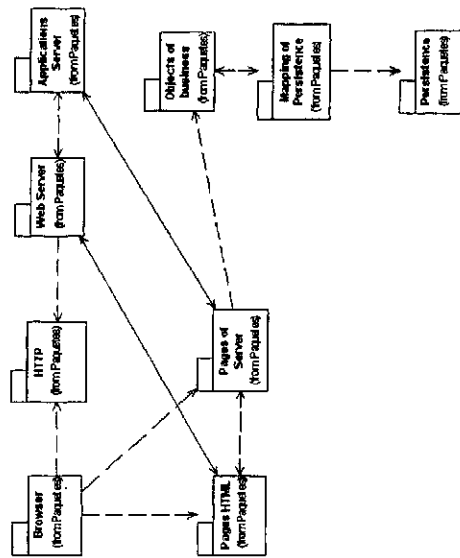 Browser
(from Paquetes)
HTTP
(from Paquetes)
Web Server
(from Paquetes)
Applications
Server
(from Paquetes)
Pages HTML
(from Paquetes)
Pages of
Server
(from Paquetes)
Objects of
business
(from Paquetes)
Mapping of
Persistence
(from Paquetes)
Persistence
(from Paquetes)